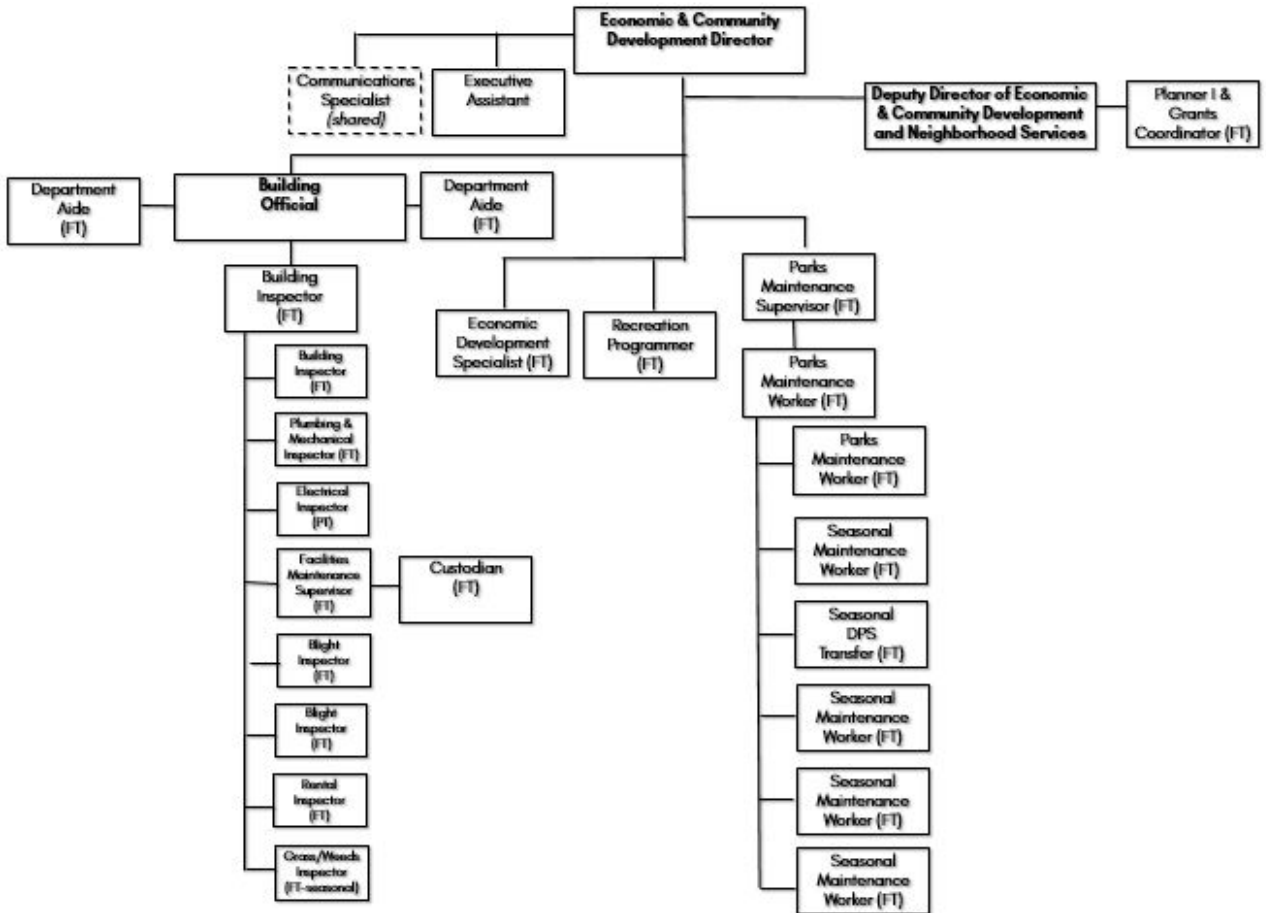 Economic & Community
Development Director
Communications
Specialist
(shared)
Executive
Assistant
Deputy Director of Economic
& Community Development
and Neighborhood Services
Planner I &
Grants
Coordinator (FT)
Department
Aide
(FT)
Building
Official
Department
Aide
(FT)
Building
Inspector
(FT)
Building
Inspector
(FT)
Plumbing &
Mechanical
Inspector (FT)
Electrical
Inspector
(PT)
Facilities
Maintenance
Supervisor
(FT)
Custodian
(FT)
Blight
Inspector
(FT)
Blight
Inspector
(FT)
Rental
Inspector
(FT)
Grass/Weeds
Inspector
(FT-seasonal)
Economic
Development
Specialist (FT)
Recreation
Programmer
(FT)
Parks
Maintenance
Supervisor (FT)
Parks
Maintenance
Worker (FT)
Parks
Maintenance
Worker (FT)
Seasonal
Maintenance
Worker (FT)
Seasonal
DPS
Transfer (FT)
Seasonal
Maintenance
Worker (FT)
Seasonal
Maintenance
Worker (FT)
Seasonal
Maintenance
Worker (FT)